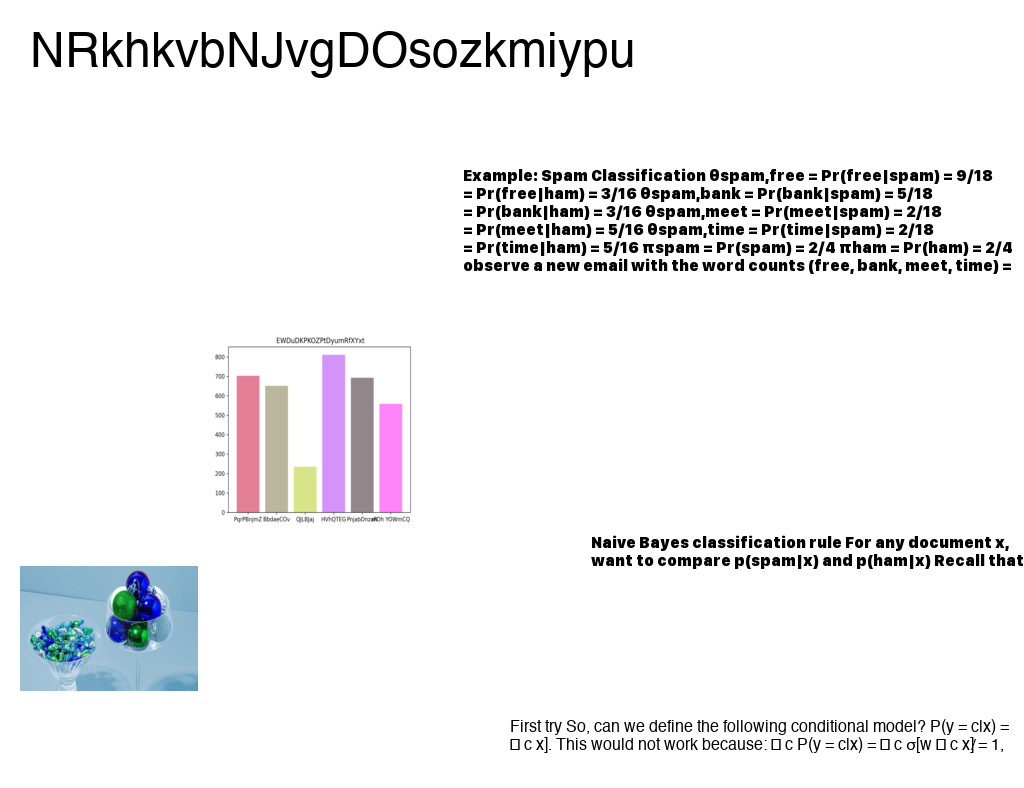 NRkhkvbNJvgDOsozkmiypu
Example: Spam Classification θspam,free = Pr(free|spam) = 9/18
= Pr(free|ham) = 3/16 θspam,bank = Pr(bank|spam) = 5/18
= Pr(bank|ham) = 3/16 θspam,meet = Pr(meet|spam) = 2/18
= Pr(meet|ham) = 5/16 θspam,time = Pr(time|spam) = 2/18
= Pr(time|ham) = 5/16 πspam = Pr(spam) = 2/4 πham = Pr(ham) = 2/4
observe a new email with the word counts (free, bank, meet, time) =
EWDuDKPKOZPtDyumRfXYxt
800
700
600
500
400
300
200
100
0
PqrPBnjmZ BbdaeCOv QJLBJaj HVhQTEG YOWmCQ
Naive Bayes classification rule For any document x,
want to compare p(spam|x) and p(ham|x) Recall that
First try So, can we define the following conditional model? P(y = c|x) =
c x]. This would not work because: c P(y = c|x) = c σ[w c x] ̸= 1,